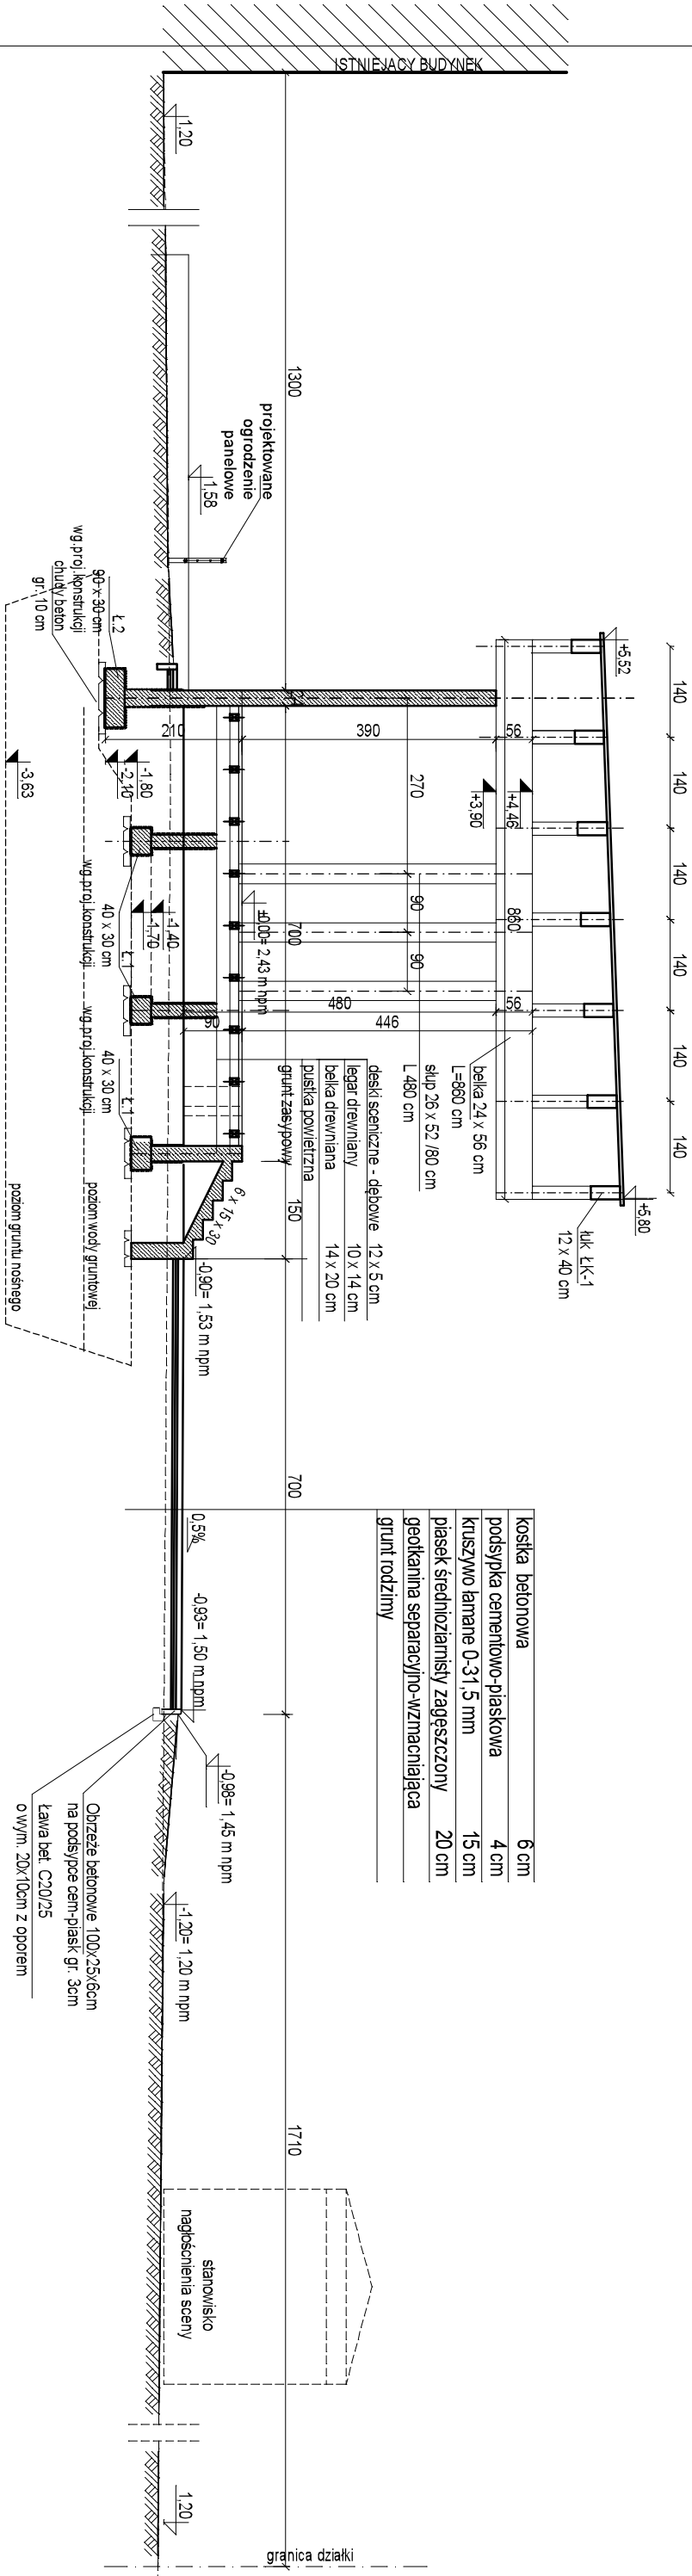 ISTNIEJACY BUDYNEK
1,20
1300
projektowane
ogrodzenie
panelowe
1,58
Ł.2
90 x 30 cm
wg.proj.konstrukcji
chudy beton
gr. 10 cm
+5,52
140
140
140
140
140
140
+5,80
łuk ŁK-1
12 x 40 cm
210
390
56
270
+3,90
+4,46
-1,80
-2,10
-3,63
90
90
860
±0,00= 2,43 m npm
700
-1,40
-1,70
wg.proj.konstrukcji
40 x 30 cm
Ł.1
480
56
90
446
belka 24 x 56 cm
L=860 cm
słup 26 x 52 /80 cm
L 480 cm
deski sceniczne - dębowe 12 x 5 cm
legar drewniany 10 x 14 cm
belka drewniana 14 x 20 cm
pustka powietrzna
grunt zasypowy
wg.proj.konstrukcji
40 x 30 cm
Ł.1
6 x 15 x 30
150
-0,90= 1,53 m npm
poziom wody gruntowej
poziom gruntu nośnego
700
0,5%
kostka betonowa 6 cm
podsypka cementowo-piaskowa 4 cm
kruszywo łamane 0-31,5 mm 15 cm
piasek średnioziarnisty zagęszczony 20 cm
geotkanina separacyjno-wzmacniająca
grunt rodzimy
-0,93= 1,50 m npm
-0,98= 1,45 m npm
Obrzeże betonowe 100x25x6cm
na podsypce cem-piask gr. 3cm
Ława bet. C20/25
o wym. 20x10cm z oporem
-1,20= 1,20 m npm
1710
stanowisko
nagłośnienia sceny
1,20
granica działki